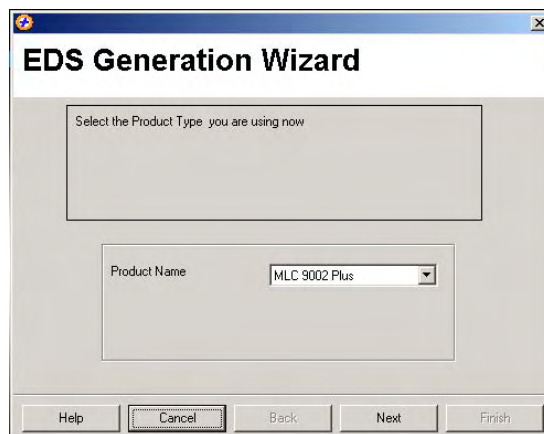 EDS Generation Wizard
Select the Product Type you are using now
Product Name
MLC 9002 Plus
Help
Cancel
Back
Next
Finish